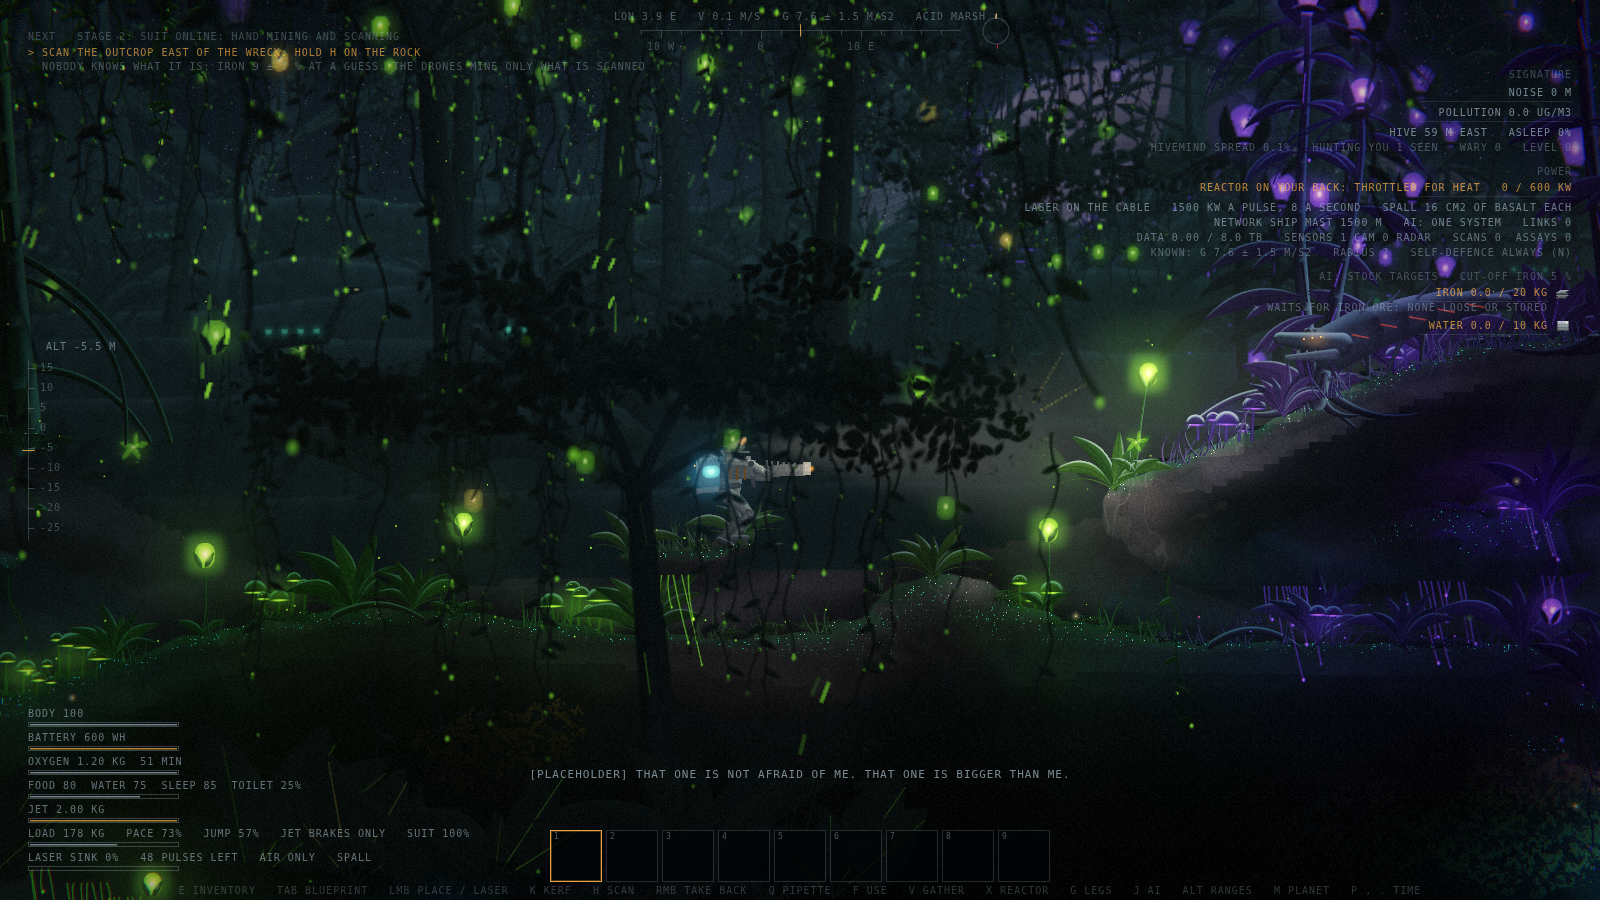 LON 3.9 E   V 0.1 M/S   G 7.6 ± 1.5 M/S2   ACID MARSH
10 W   0   10 E
NEXT   STAGE 2: SUIT ONLINE: HAND MINING AND SCANNING
> SCAN THE OUTCROP EAST OF THE WRECK: HOLD H ON THE ROCK
NOBODY KNOWS WHAT IT IS: IRON 9 ± % AT A GUESS. THE DRONES MINE ONLY WHAT IS SCANNED
SIGNATURE
NOISE 0 M
POLLUTION 0.0 UG/M3
HIVE 59 M EAST   ASLEEP 0%
HIVEMIND SPREAD 0.1%   HUNTING YOU 1 SEEN   WARY 0   LEVEL 0
POWER
REACTOR ON YOUR BACK: THROTTLED FOR HEAT   0 / 600 KW
LASER ON THE CABLE   1500 KW A PULSE, 8 A SECOND   SPALL 16 CM2 OF BASALT EACH
NETWORK SHIP MAST 1500 M   AI: ONE SYSTEM   LINKS 0
DATA 0.00 / 8.0 TB   SENSORS 1 CAM 0 RADAR   SCANS 0   ASSAYS 0
KNOWN: G 7.6 ± 1.5 M/S2   SELF-DEFENCE ALWAYS (N)
AI: STOCK TARGETS   CUT-OFF IRON 5 %
IRON 0.0 / 20 KG
WAITS FOR IRON ORE: NONE LOOSE OR STORED
WATER 0.0 / 10 KG
ALT -5.5 M
15
10
5
0
-5
-10
-15
-20
-25
BODY 100
BATTERY 600 WH
OXYGEN 1.20 KG  51 MIN
FOOD 80  WATER 75  SLEEP 85  TOILET 25%
JET 2.00 KG
LOAD 178 KG   PACE 73%   JUMP 57%   JET BRAKES ONLY   SUIT 100%
LASER SINK 0%   48 PULSES LEFT   AIR ONLY   SPALL
[PLACEHOLDER] THAT ONE IS NOT AFRAID OF ME. THAT ONE IS BIGGER THAN ME.
1 2 3 4 5 6 7 8 9
E INVENTORY   TAB BLUEPRINT   LMB PLACE / LASER   K KERF   H SCAN   RMB TAKE BACK   Q PIPETTE   F USE   V GATHER   X REACTOR   G LEGS   J AI   ALT RANGES   M PLANET   P , . TIME